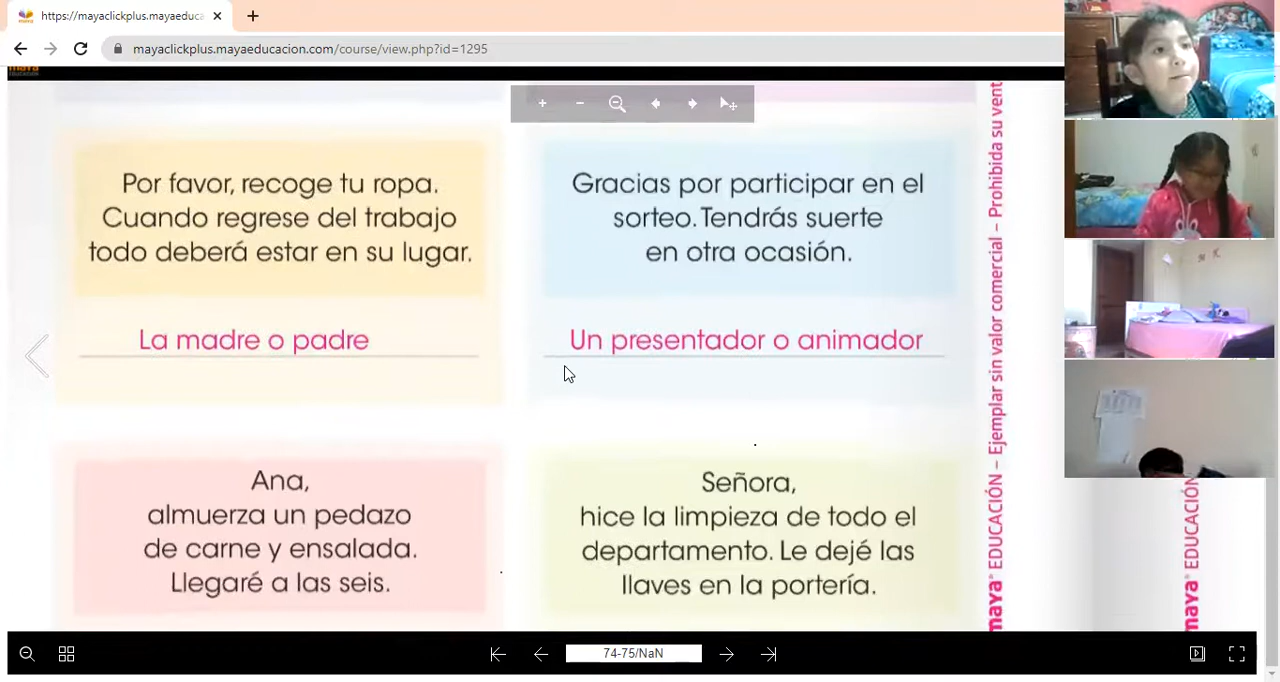 https://mayaclickplus.mayaeduca
mayaclickplus.mayaeducacion.com/course/view.php?id=1295
maya
EDUCACIÓN
Por favor, recoge tu ropa.
Cuando regrese del trabajo
todo deberá estar en su lugar.
La madre o padre
Gracias por participar en el
sorteo. Tendrás suerte
en otra ocasión.
Un presentador o animador
Ana,
almuerza un pedazo
de carne y ensalada.
Llegaré a las seis.
Señora,
hice la limpieza de todo el
departamento. Le dejé las
llaves en la portería.
maya EDUCACIÓN – Ejemplar sin valor comercial – Prohibida su vent
maya EDUCACIÓN
74-75/NaN